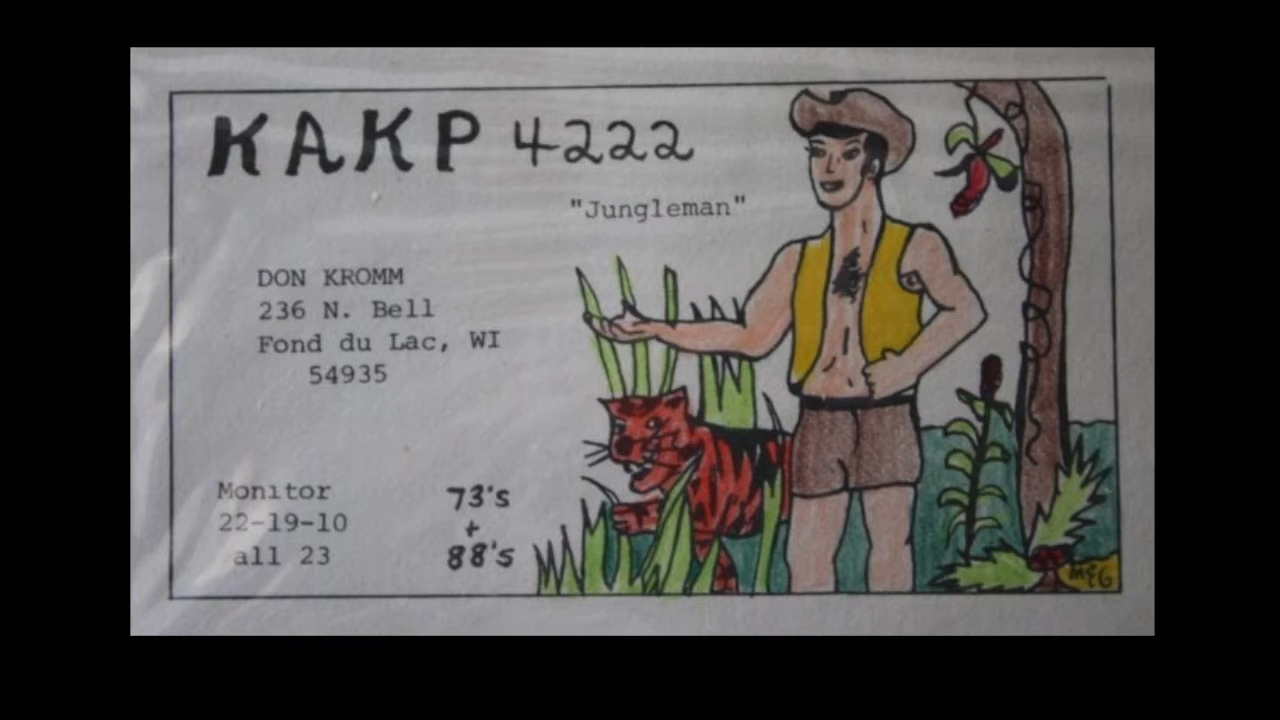 KAKP 4222
"Jungleman"
DON KROMM
236 N. Bell
Fond du Lac, WI
54935
Monitor
22-19-10
all 23
73's
+
88's
MEG